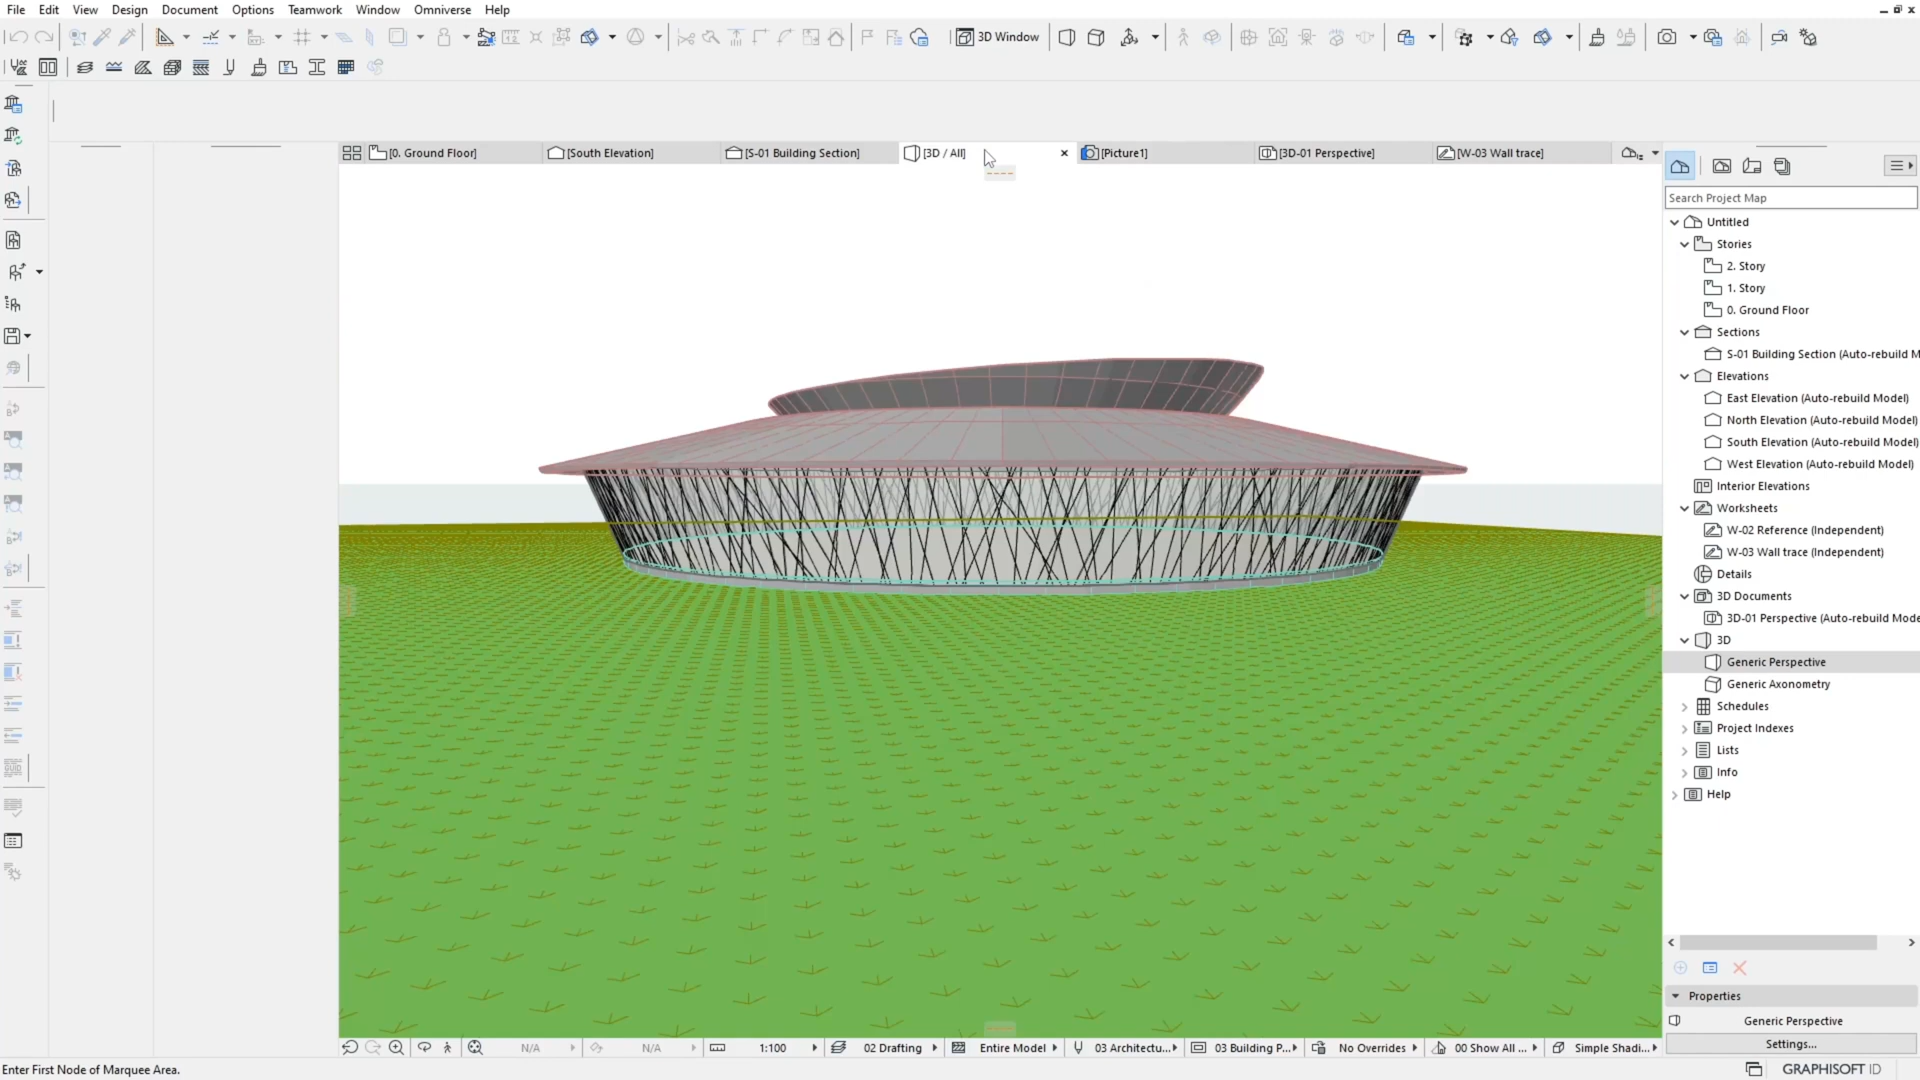 File Edit View Design Document Options Teamwork Window Omniverse Help
3D Window
[0. Ground Floor] [South Elevation] [S-01 Building Section] [3D / All] [Picture1] [3D-01 Perspective] [W-03 Wall trace]
Search Project Map
Untitled
Stories
2. Story
1. Story
0. Ground Floor
Sections
S-01 Building Section (Auto-rebuild M
Elevations
East Elevation (Auto-rebuild Model)
North Elevation (Auto-rebuild Model)
South Elevation (Auto-rebuild Model)
West Elevation (Auto-rebuild Model)
Interior Elevations
Worksheets
W-02 Reference (Independent)
W-03 Wall trace (Independent)
Details
3D Documents
3D-01 Perspective (Auto-rebuild Mode
3D
Generic Perspective
Generic Axonometry
Schedules
Project Indexes
Lists
Info
Help
Properties
Generic Perspective
Settings...
N/A N/A 1:100 02 Drafting Entire Model 03 Architectu... 03 Building P... No Overrides 00 Show All ... Simple Shadi...
Enter First Node of Marquee Area.
GRAPHISOFT ID